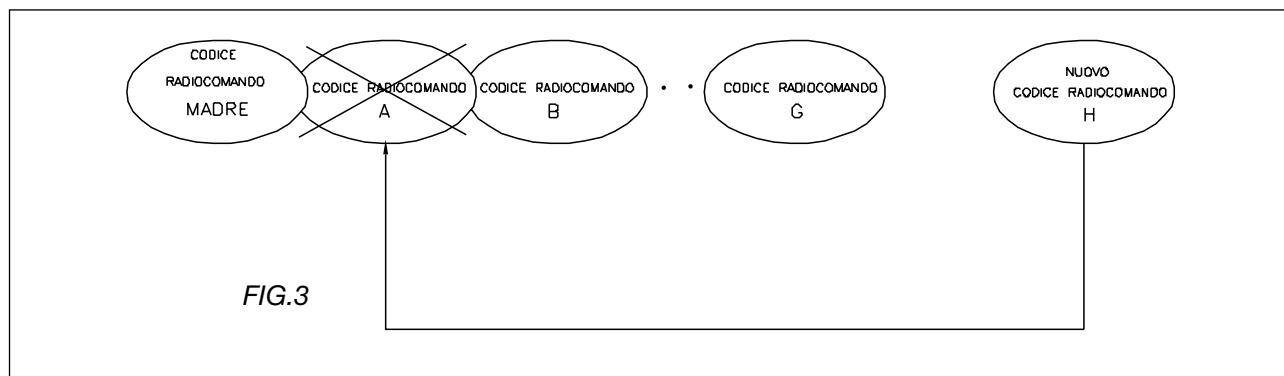 CODICE
RADIOCOMANDO
MADRE
CODICE RADIOCOMANDO
A
CODICE RADIOCOMANDO
B
CODICE RADIOCOMANDO
G
NUOVO
CODICE RADIOCOMANDO
H
FIG.3